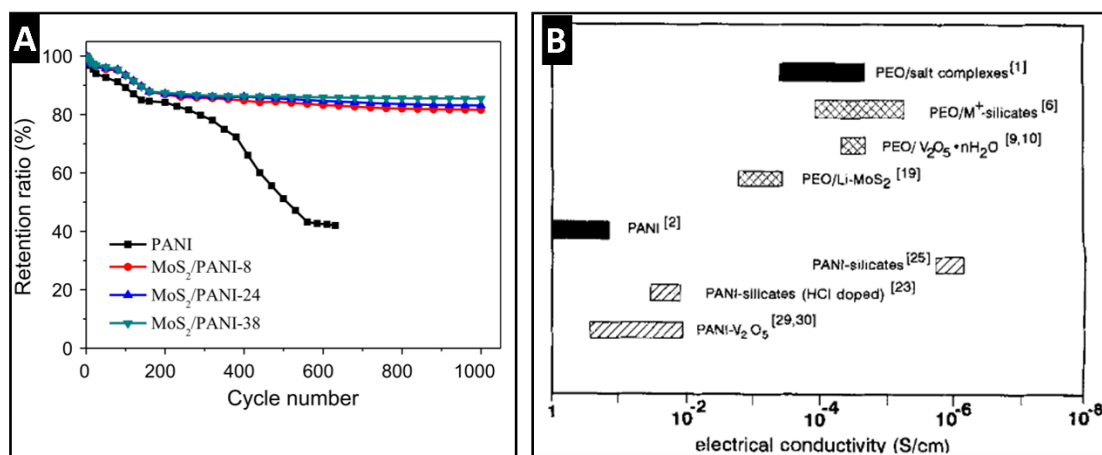 A
100
80
60
40
20
0
Retention ratio (%)
PANI
MoS₂/PANI-8
MoS₂/PANI-24
MoS₂/PANI-38
0 200 400 600 800 1000
Cycle number
B
PEO/salt complexes[1]
PEO/M⁺-silicates [6]
PEO/ V₂O₅•nH₂O [9,10]
PEO/Li-MoS₂ [19]
PANI [2]
PANI-silicates [25]
PANI-silicates (HCl doped) [23]
PANI-V₂O₅ [29,30]
1 10⁻² 10⁻⁴ 10⁻⁶ 10⁻⁸
electrical conductivity (S/cm)